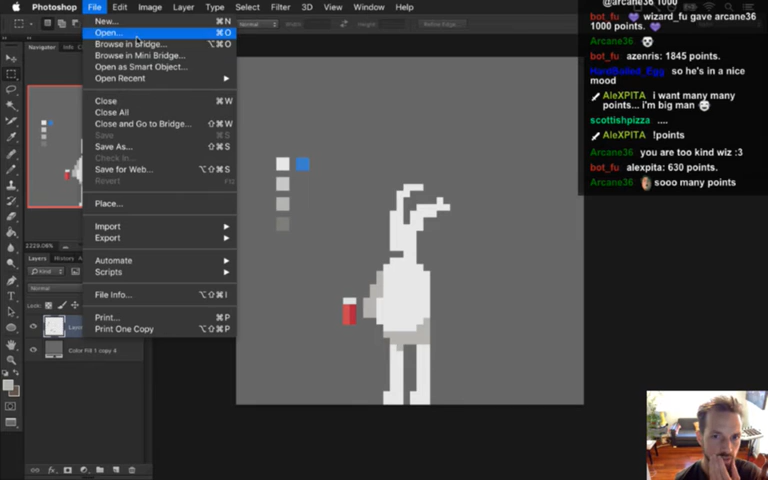 Photoshop File Edit Image Layer Type Select Filter 3D View Window Help
New... ⌘N
Open... ⌘O
Browse in Bridge... ⌥⌘O
Browse in Mini Bridge...
Open as Smart Object...
Open Recent
Close ⌘W
Close All
Close and Go to Bridge... ⇧⌘W
Save ⌘S
Save As... ⇧⌘S
Check In...
Save for Web... ⌥⇧⌘S
Revert
Place...
Import
Export
Automate
Scripts
File Info... ⌥⇧⌘I
Print... ⌘P
Print One Copy ⌥⇧⌘P
Navigator
Layers
Kind
Normal
Lock:
Color Fill 1 copy 4
Refine Edge...
@arcane36 1000
bot_fu: wizard_fu gave arcane36
1000 points.
Arcane36
bot_fu: azenris: 1845 points.
HardBoiled_Egg so he's in a nice
mood
AleXPITA: i want many many
points... i'm big man
scottishpizza ....
AleXPITA: !points
Arcane36 you are too kind wiz :3
bot_fu: alexpita: 630 points.
Arcane36 sooo many points